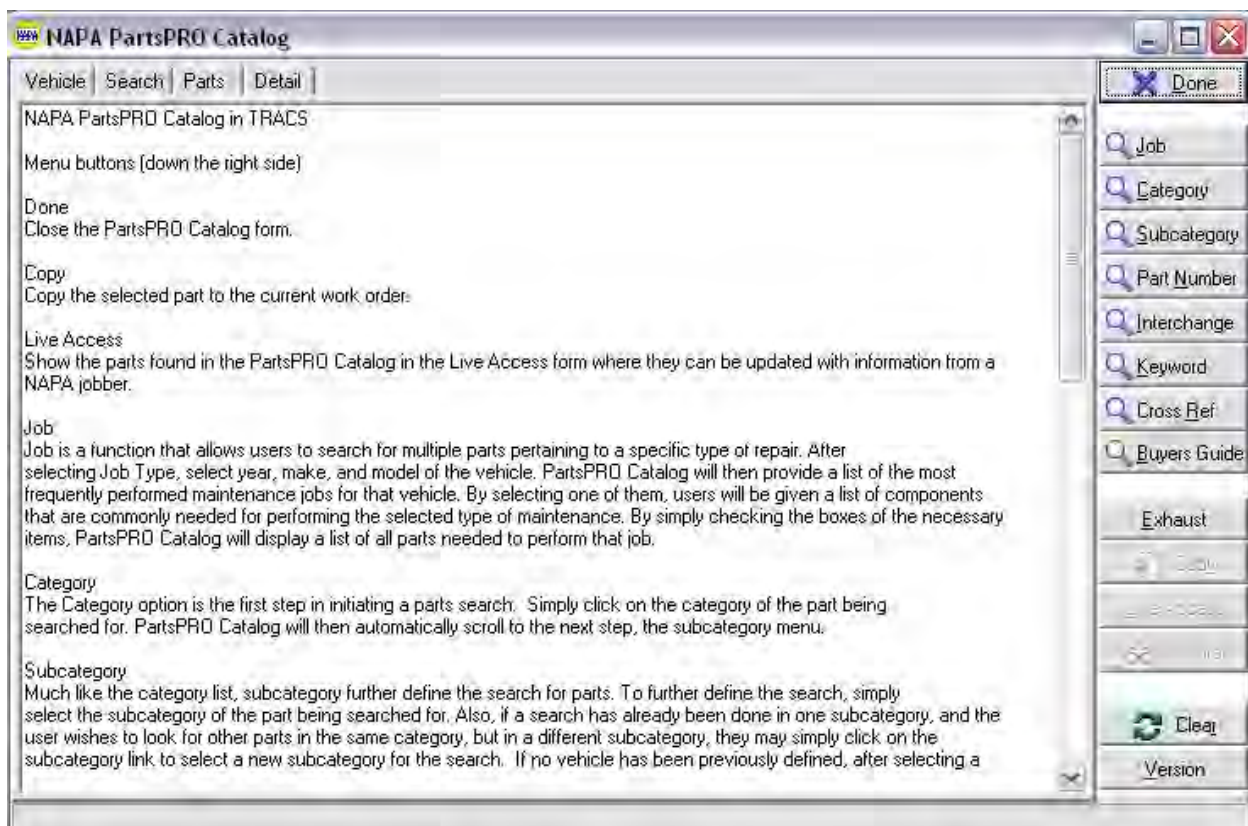 NAPA PartsPRO Catalog
Vehicle Search Parts Detail
NAPA PartsPRO Catalog in TRACS
Menu buttons (down the right side)
Done
Close the PartsPRO Catalog form.
Copy
Copy the selected part to the current work order.
Live Access
Show the parts found in the PartsPRO Catalog in the Live Access form where they can be updated with information from a
NAPA jobber.
Job
Job is a function that allows users to search for multiple parts pertaining to a specific type of repair. After
selecting Job Type, select year, make, and model of the vehicle. PartsPRO Catalog will then provide a list of the most
frequently performed maintenance jobs for that vehicle. By selecting one of them, users will be given a list of components
that are commonly needed for performing the selected type of maintenance. By simply checking the boxes of the necessary
items, PartsPRO Catalog will display a list of all parts needed to perform that job.
Category
The Category option is the first step in initiating a parts search. Simply click on the category of the part being
searched for. PartsPRO Catalog will then automatically scroll to the next step, the subcategory menu.
Subcategory
Much like the category list, subcategory further define the search for parts. To further define the search, simply
select the subcategory of the part being searched for. Also, if a search has already been done in one subcategory, and the
user wishes to look for other parts in the same category, but in a different subcategory, they may simply click on the
subcategory link to select a new subcategory for the search. If no vehicle has been previously defined, after selecting a
Done
Job
Category
Subcategory
Part Number
Interchange
Keyword
Cross Ref
Buyers Guide
Exhaust
Clear
Version